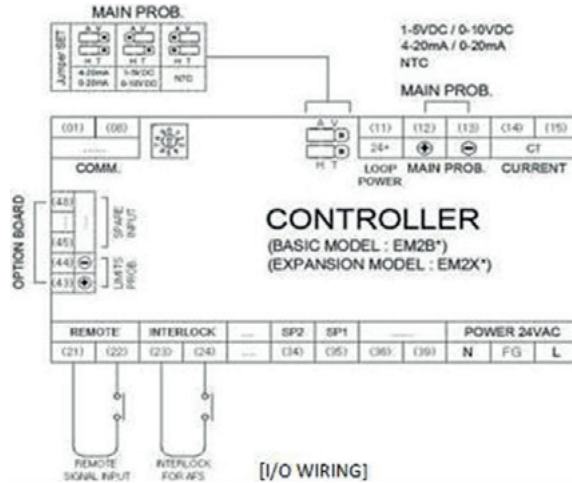 MAIN PROB.
Jumper SET
A V
A V
A V
H T
H T
H T
4-20mA
0-20mA
1-5VDC
0-10VDC
NTC
1-5VDC / 0-10VDC
4-20mA / 0-20mA
NTC
MAIN PROB.
(01) (08)
.....
COMM.
A V
H T
(11) (12) (13) (14) (15)
24+ ⊕ ⊖ CT
LOOP POWER MAIN PROB. CURRENT
OPTION BOARD
(48)
(45)
(44) ⊖
(43) ⊕
SPARE INPUT
LIMITS PROB.
CONTROLLER
(BASIC MODEL : EM2B*)
(EXPANSION MODEL : EM2X*)
REMOTE INTERLOCK .... SP2 SP1 ....... POWER 24VAC
(21) (22) (23) (24) .... (34) (35) (36) (39) N FG L
REMOTE SIGNAL INPUT
INTERLOCK FOR AFS
[I/O WIRING]